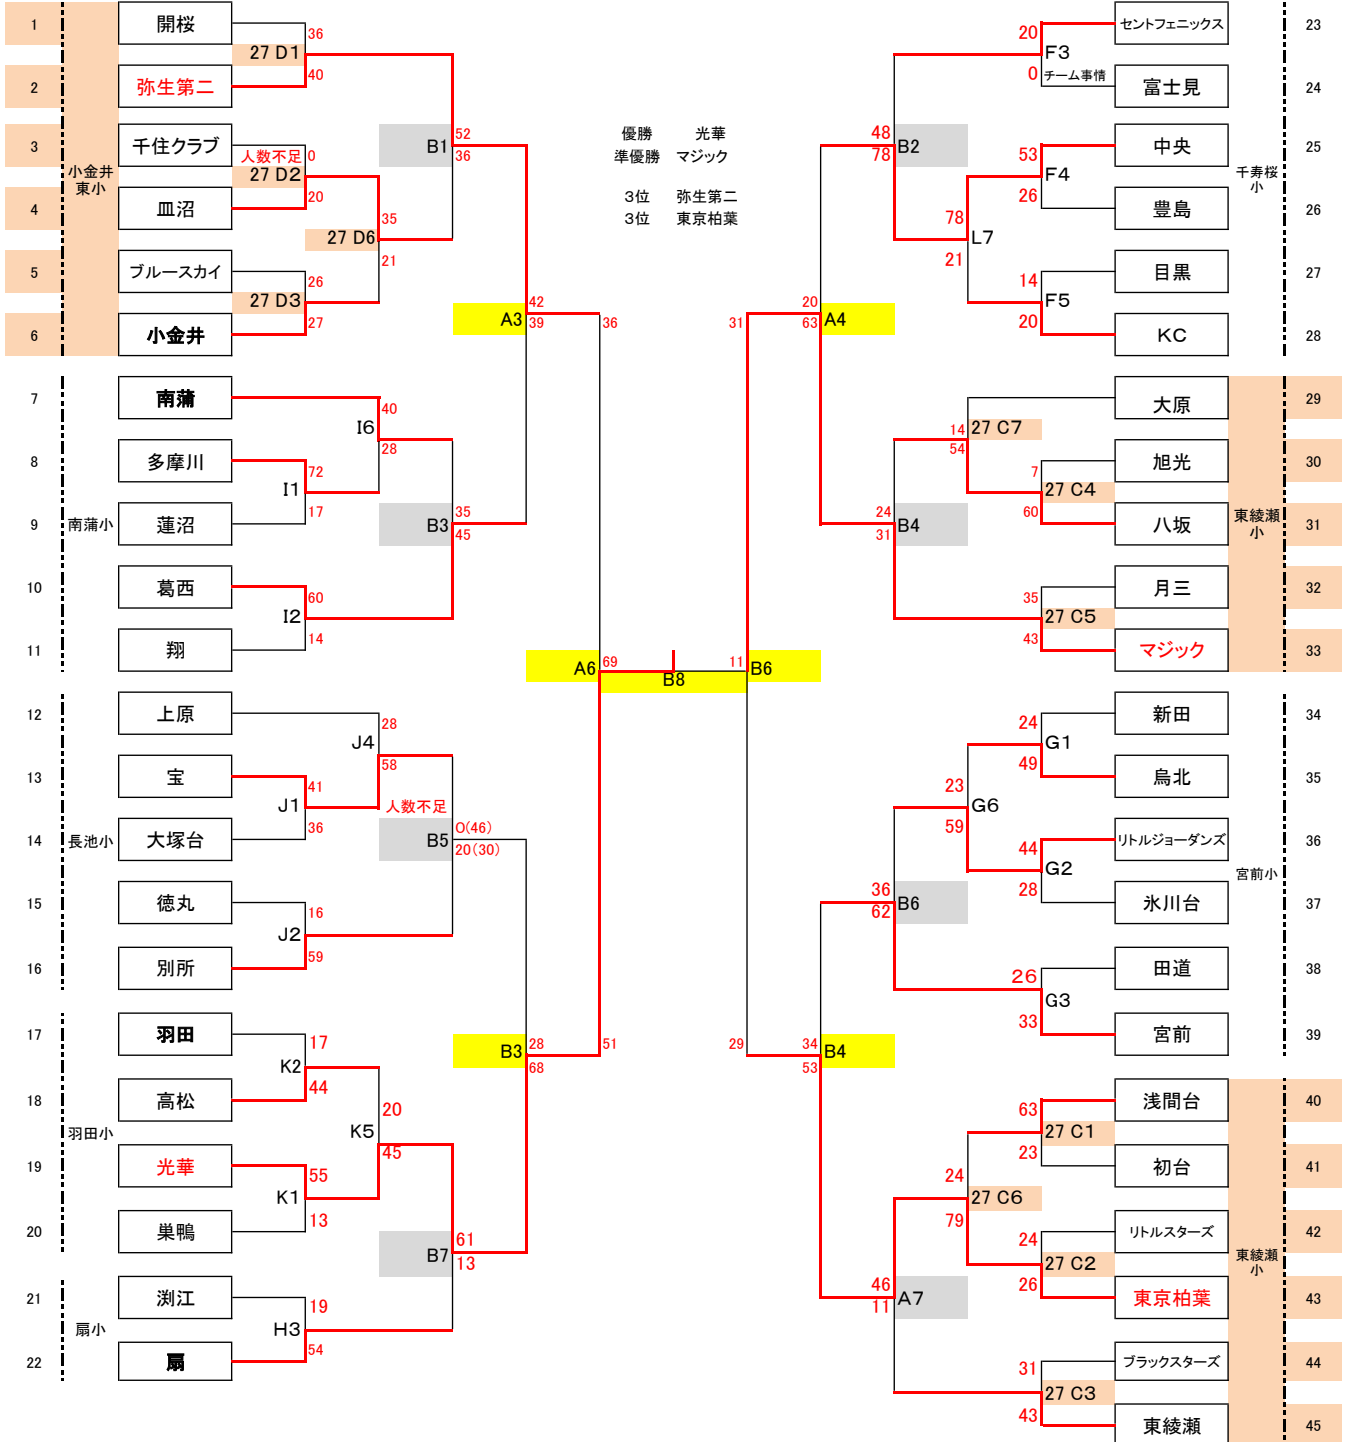 1 開桜 36
27 D1
2 弥生第二 40
3 千住クラブ 人数不足 0
27 D2
4 皿沼 20
B1 52 36
27 D6 35 21
小金井
東小
5 ブルースカイ 26
27 D3
6 小金井 27
A3 42 39
36
7 南蒲 40
I6 28
8 多摩川 72
I1
9 蓮沼 17
南蒲小
B3 35 45
10 葛西 60
I2
11 翔 14
A6 69
12 上原 28
J4 58
13 宝 41
J1
14 大塚台 36
長池小
人数不足
B5 0(46)
20(30)
15 徳丸 16
J2
16 別所 59
B3 28 68
51
17 羽田 17
K2
18 高松 44
羽田小
K5 20 45
19 光華 55
K1
20 巣鴨 13
B7 61 13
21 渕江 19
H3
扇小
22 扇 54
優勝 光華
準優勝 マジック
3位 弥生第二
3位 東京柏葉
B8
20 セントフェニックス 23
F3
0 チーム事情 富士見 24
48 B2
78
53 中央 25
F4
26 豊島 26
千寿桜
小
78 L7
21
14 目黒 27
F5
20 KC 28
20 A4
63
31
大原 29
14 27 C7
54
7 旭光 30
27 C4
60 八坂 31
東綾瀬
小
24 B4
31
35 月三 32
27 C5
43 マジック 33
11 B6
24 新田 34
G1
49 烏北 35
23 G6
59
44 リトルジョーダンズ 36
G2
28 氷川台 37
宮前小
36 B6
62
26 田道 38
G3
33 宮前 39
29
34 B4
53
63 浅間台 40
27 C1
23 初台 41
24 27 C6
79
24 リトルスターズ 42
27 C2
26 東京柏葉 43
東綾瀬
小
46 A7
11
31 ブラックスターズ 44
27 C3
43 東綾瀬 45